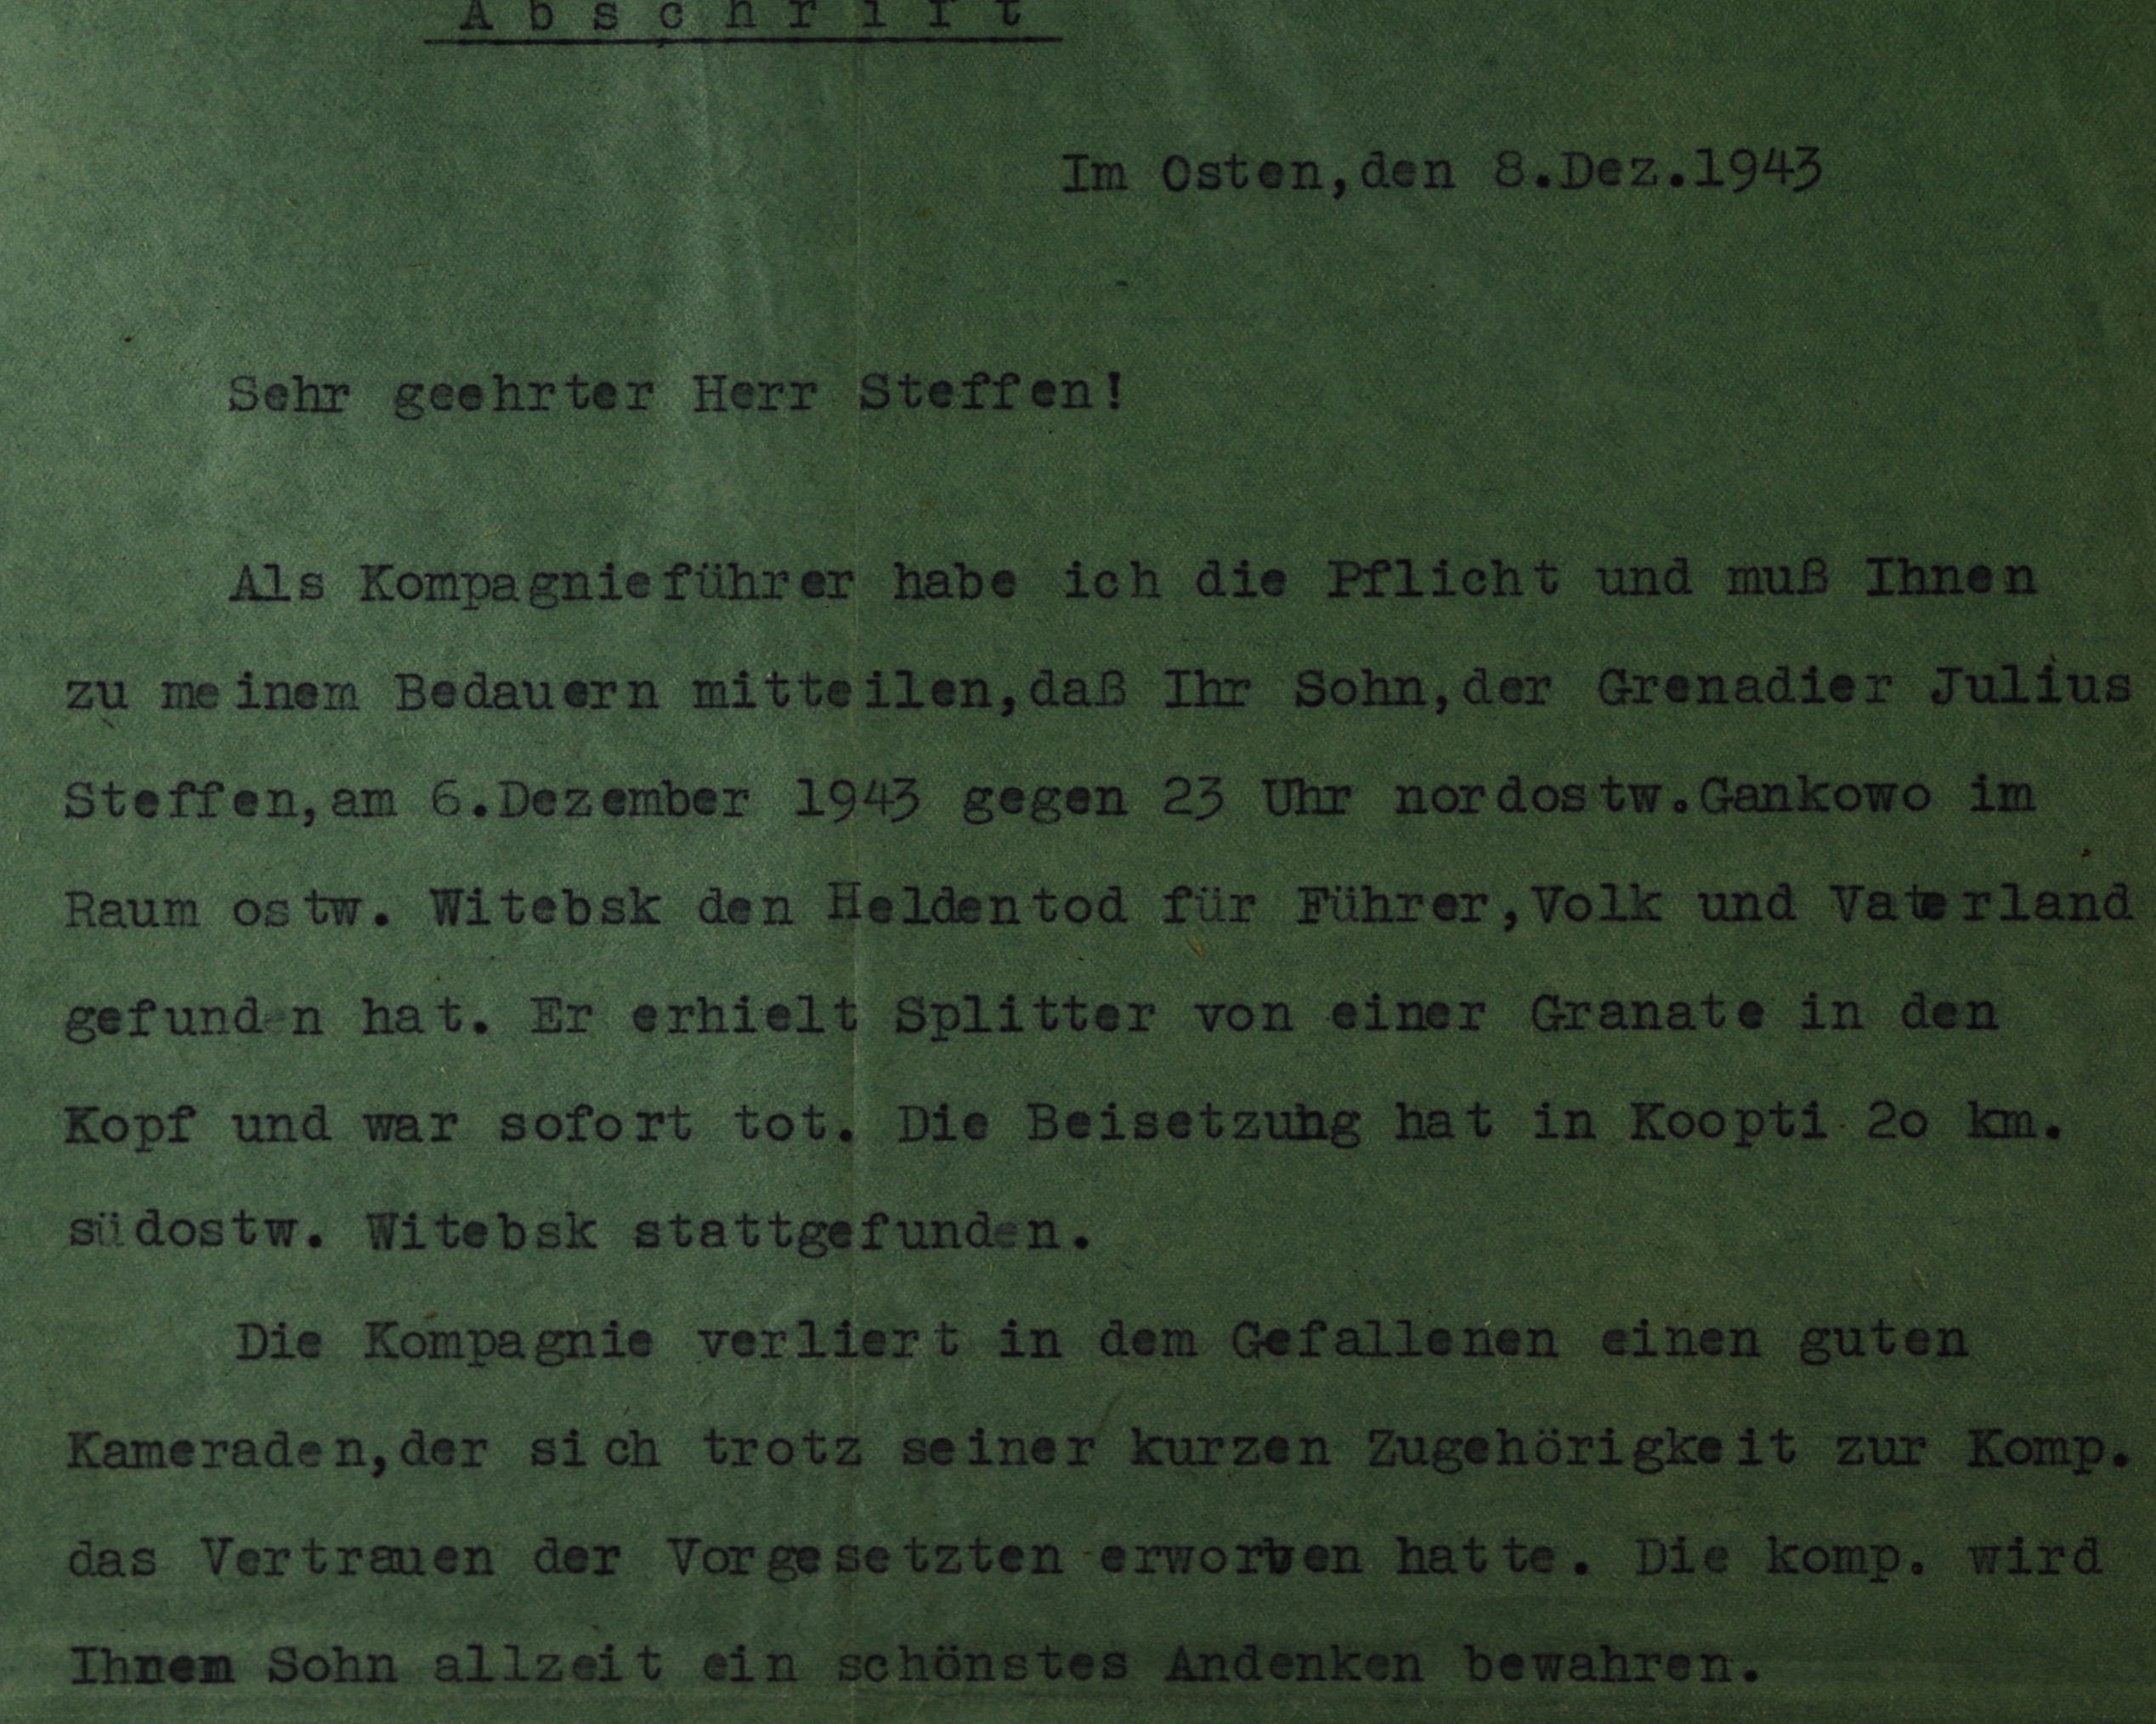 Abschrift
Im Osten,den 8.Dez.1943
Sehr geehrter Herr Steffen!
Als Kompagnieführer habe ich die Pflicht und muß Ihnen
zu meinem Bedauern mitteilen,daß Ihr Sohn,der Grenadier Julius
Steffen,am 6.Dezember 1943 gegen 23 Uhr nordostw.Gankowo im
Raum ostw. Witebsk den Heldentod für Führer,Volk und Vaterland
gefunden hat. Er erhielt Splitter von einer Granate in den
Kopf und war sofort tot. Die Beisetzung hat in Koopti 2o km.
südostw. Witebsk stattgefunden.
Die Kompagnie verliert in dem Gefallenen einen guten
Kameraden,der sich trotz seiner kurzen Zugehörigkeit zur Komp.
das Vertrauen der Vorgesetzten erworben hatte. Die komp. wird
Ihnem Sohn allzeit ein schönstes Andenken bewahren.